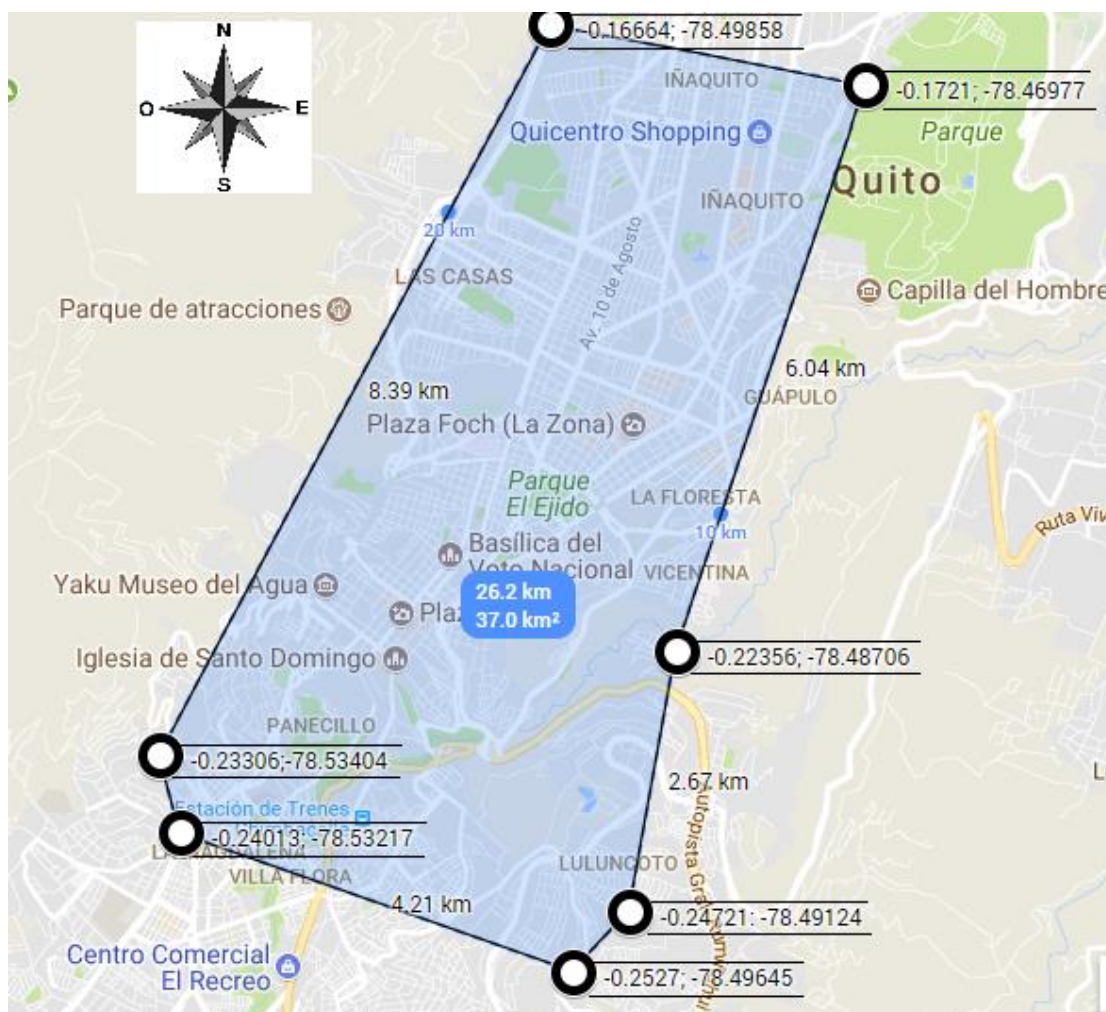 N
-0.16664; -78.49858
IÑAQUITO
-0.1721; -78.46977
O
E
Quicentro Shopping
Parque
S
Quito
IÑAQUITO
20 km
Av. 10 de Agosto
LAS CASAS
Capilla del Hombre
Parque de atracciones
6.04 km
8.39 km
GUÁPULO
Plaza Foch (La Zona)
Parque
El Ejido
LA FLORESTA
10 km
Ruta Viv
Basílica del
Voto Nacional
VICENTINA
Yaku Museo del Agua
26.2 km
Plaz
37.0 km²
Iglesia de Santo Domingo
-0.22356; -78.48706
PANECILLO
-0.23306;-78.53404
2.67 km
L
Estación de Trenes
-0.24013; -78.53217
Autopista Gral
VILLA FLORA
LULUNCOTO
4.21 km
-0.24721: -78.49124
Centro Comercial
El Recreo
-0.2527; -78.49645